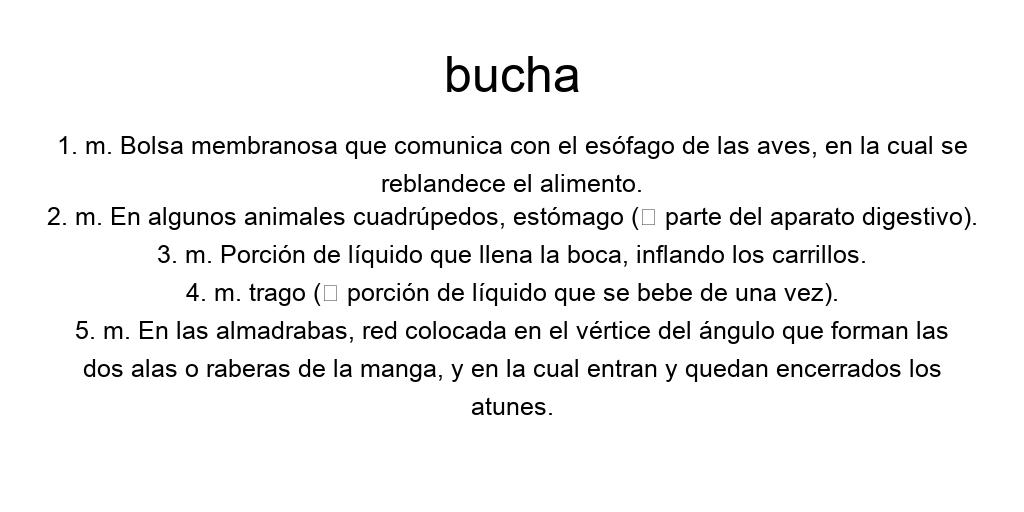 bucha
1. m. Bolsa membranosa que comunica con el esófago de las aves, en la cual se
reblandece el alimento.
2. m. En algunos animales cuadrúpedos, estómago (□ parte del aparato digestivo).
3. m. Porción de líquido que llena la boca, inflando los carrillos.
4. m. trago (□ porción de líquido que se bebe de una vez).
5. m. En las almadrabas, red colocada en el vértice del ángulo que forman las
dos alas o raberas de la manga, y en la cual entran y quedan encerrados los
atunes.